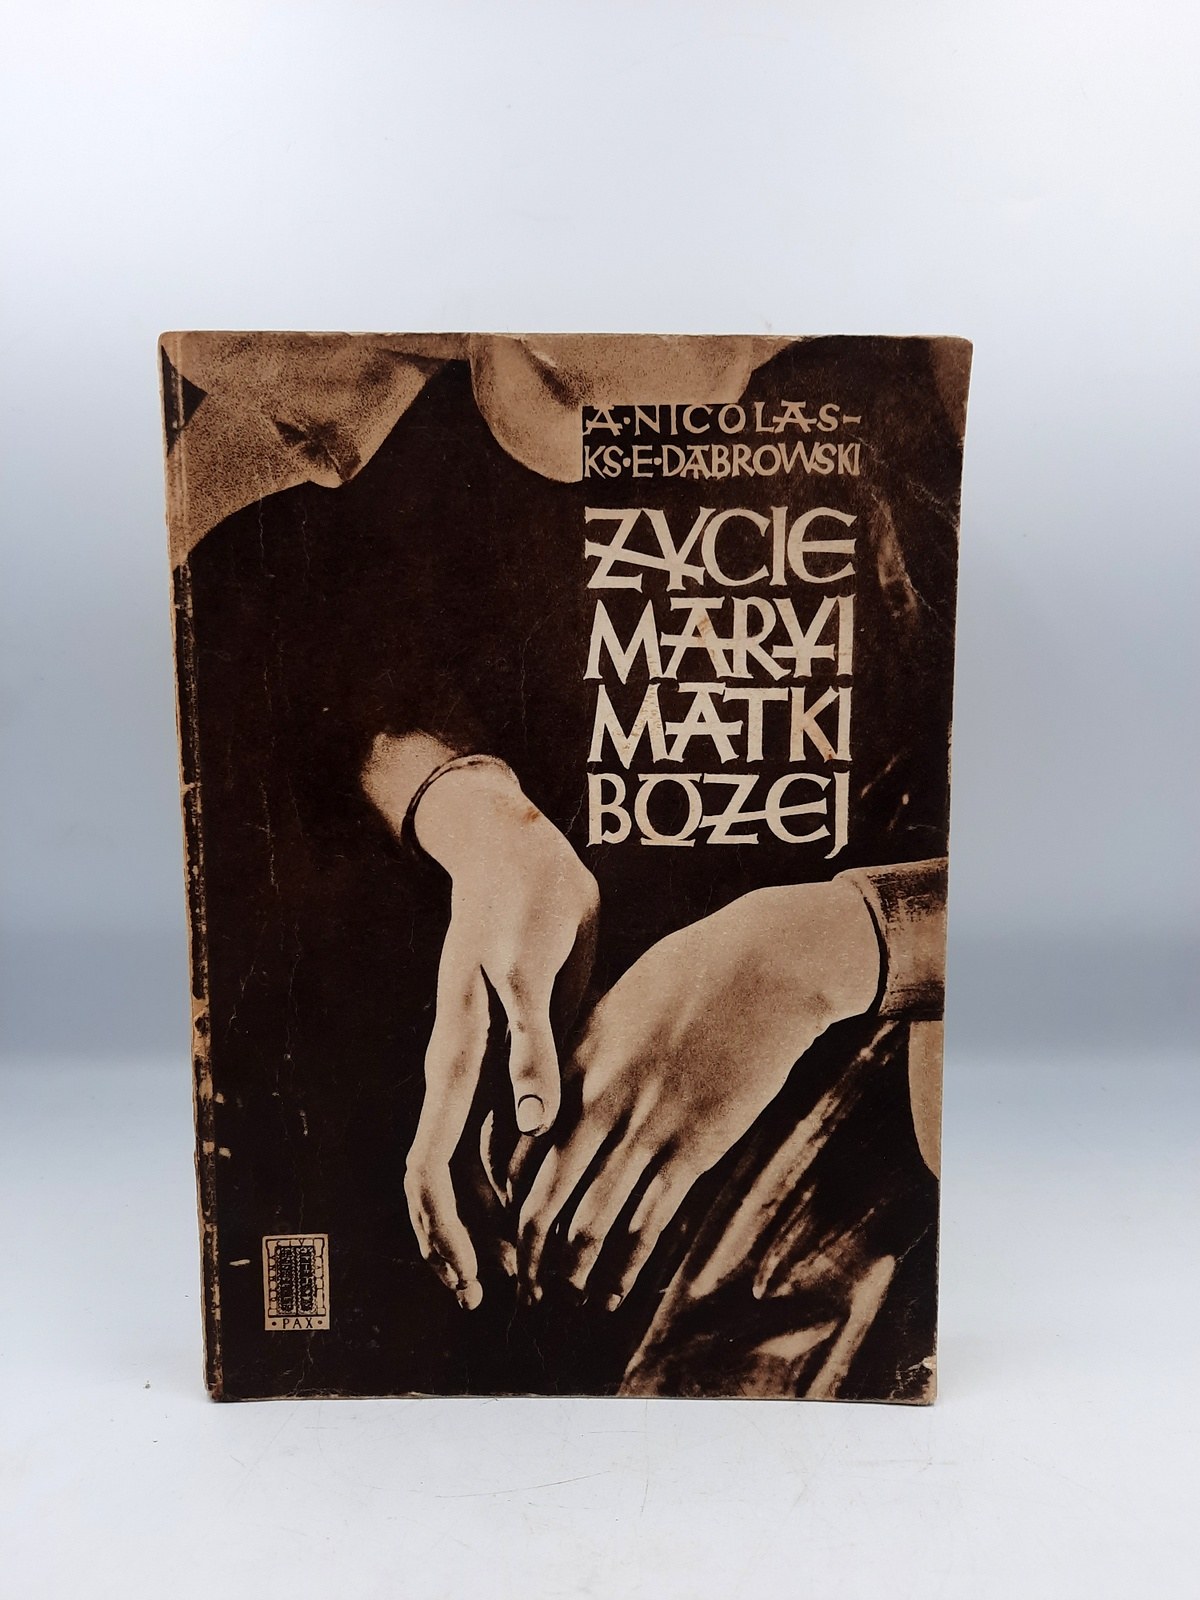 A·NICOLAS-
KS·E·DĄBROWSKI
ŻYCIE
MARYI
MATKI
BOŻEJ
·PAX·